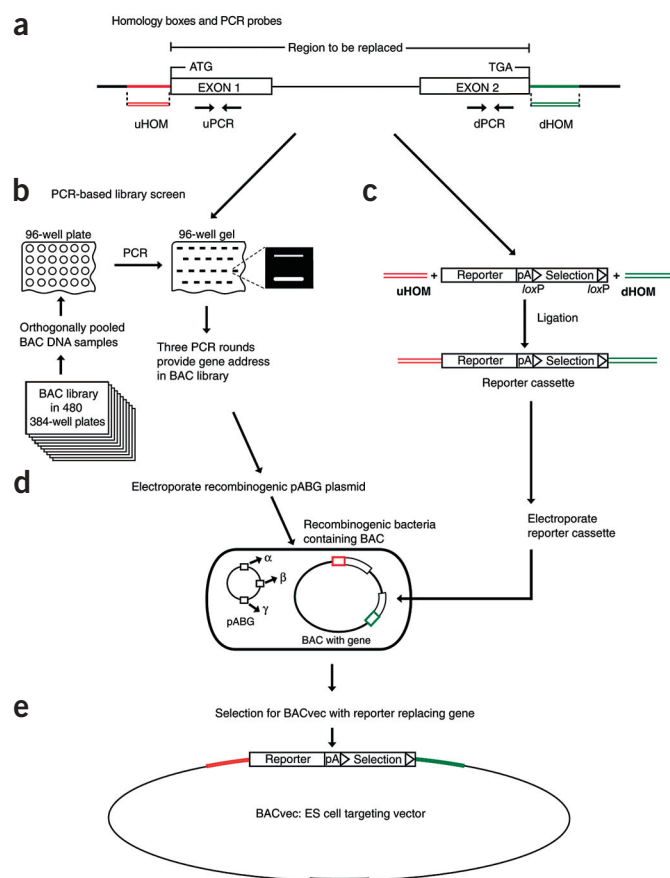 a
Homology boxes and PCR probes
Region to be replaced
ATG
TGA
EXON 1
EXON 2
uHOM
uPCR
dPCR
dHOM
b
PCR-based library screen
96-well plate
PCR
96-well gel
Orthogonally pooled
BAC DNA samples
Three PCR rounds
provide gene address
in BAC library
BAC library
in 480
384-well plates
c
uHOM
+
Reporter
pA
Selection
+
dHOM
loxP
loxP
Ligation
Reporter
pA
Selection
Reporter cassette
d
Electroporate recombinogenic pABG plasmid
Recombinogenic bacteria
containing BAC
Electroporate
reporter cassette
α
β
γ
pABG
BAC with gene
e
Selection for BACvec with reporter replacing gene
Reporter
pA
Selection
BACvec: ES cell targeting vector